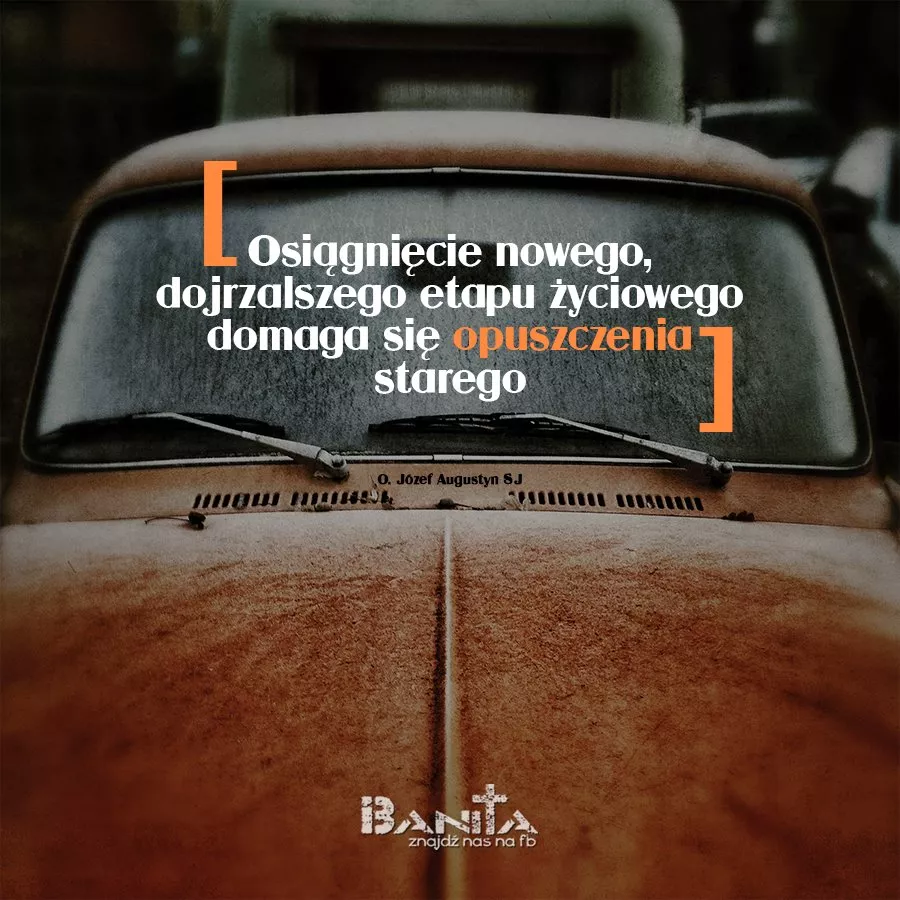 Osiągnięcie nowego,
dojrzalszego etapu życiowego
domaga się opuszczenia
starego
O. Józef Augustyn SJ
BANITA
znajdź nas na fb